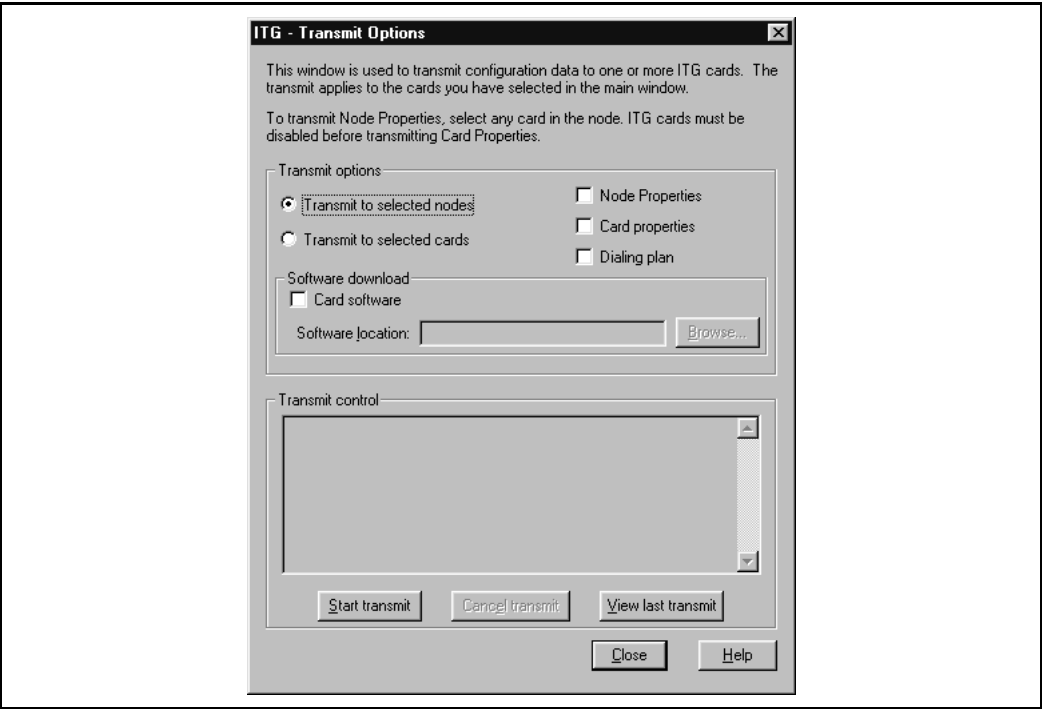 ITG - Transmit Options
This window is used to transmit configuration data to one or more ITG cards. The
transmit applies to the cards you have selected in the main window.
To transmit Node Properties, select any card in the node. ITG cards must be
disabled before transmitting Card Properties.
Transmit options
Transmit to selected nodes
Node Properties
Transmit to selected cards
Card properties
Dialing plan
Software download
Card software
Software location:
Browse...
Transmit control
Start transmit
Cancel transmit
View last transmit
Close
Help